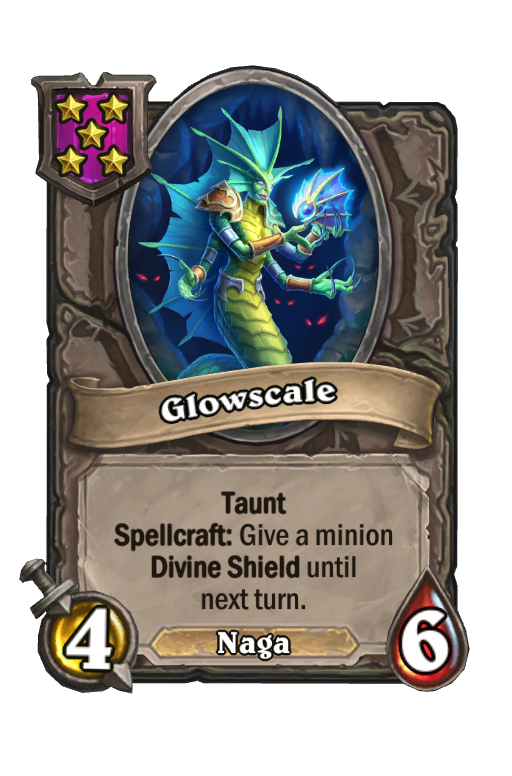 Glowscale
Taunt
Spellcraft: Give a minion
Divine Shield until
next turn.
4
Naga
6